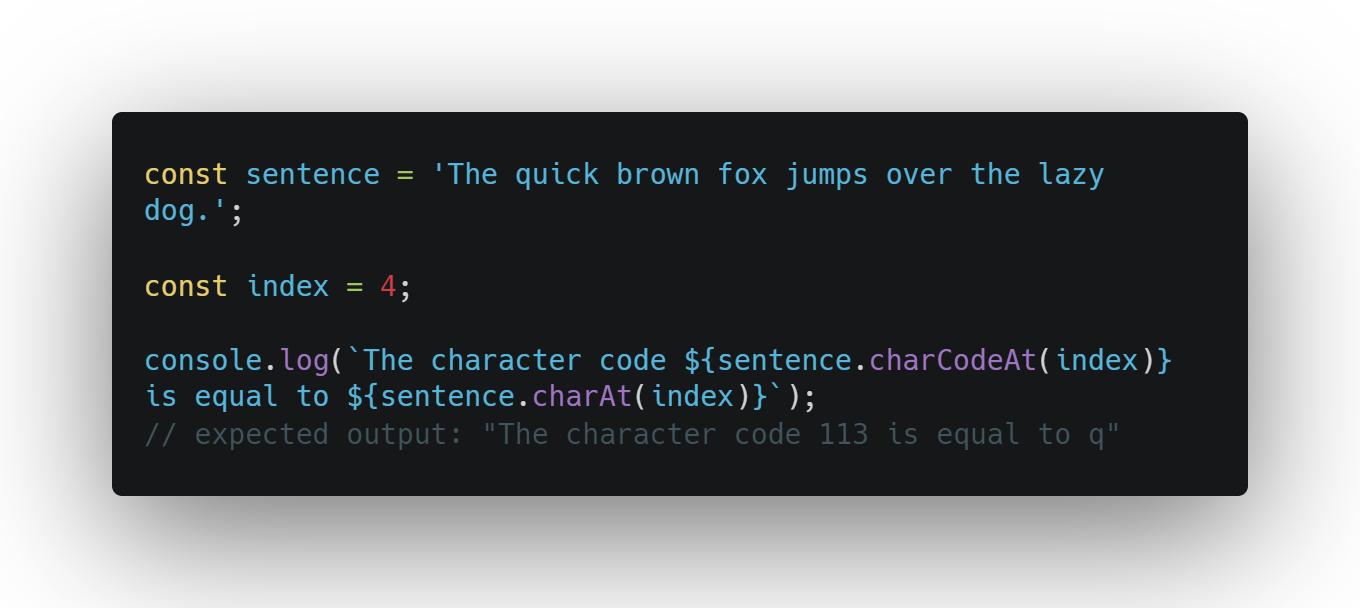 const sentence = 'The quick brown fox jumps over the lazy
dog.';
const index = 4;
console.log(`The character code ${sentence.charCodeAt(index)}
is equal to ${sentence.charAt(index)}`);
// expected output: "The character code 113 is equal to q"